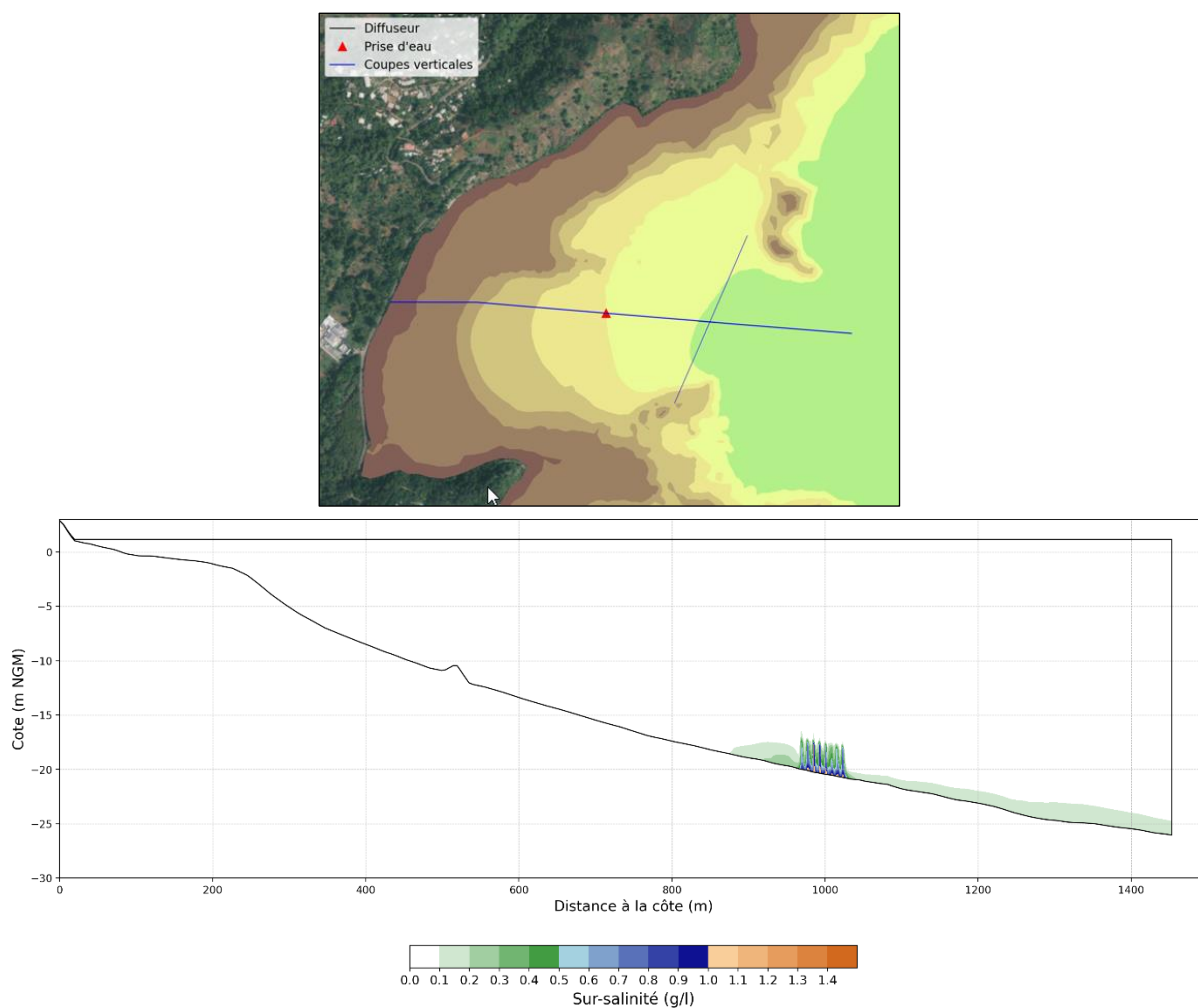 Diffuseur
Prise d'eau
Coupes verticales
0
−5
−10
−15
−20
−25
−30
Cote (m NGM)
0 200 400 600 800 1000 1200 1400
Distance à la côte (m)
0.0 0.1 0.2 0.3 0.4 0.5 0.6 0.7 0.8 0.9 1.0 1.1 1.2 1.3 1.4
Sur-salinité (g/l)